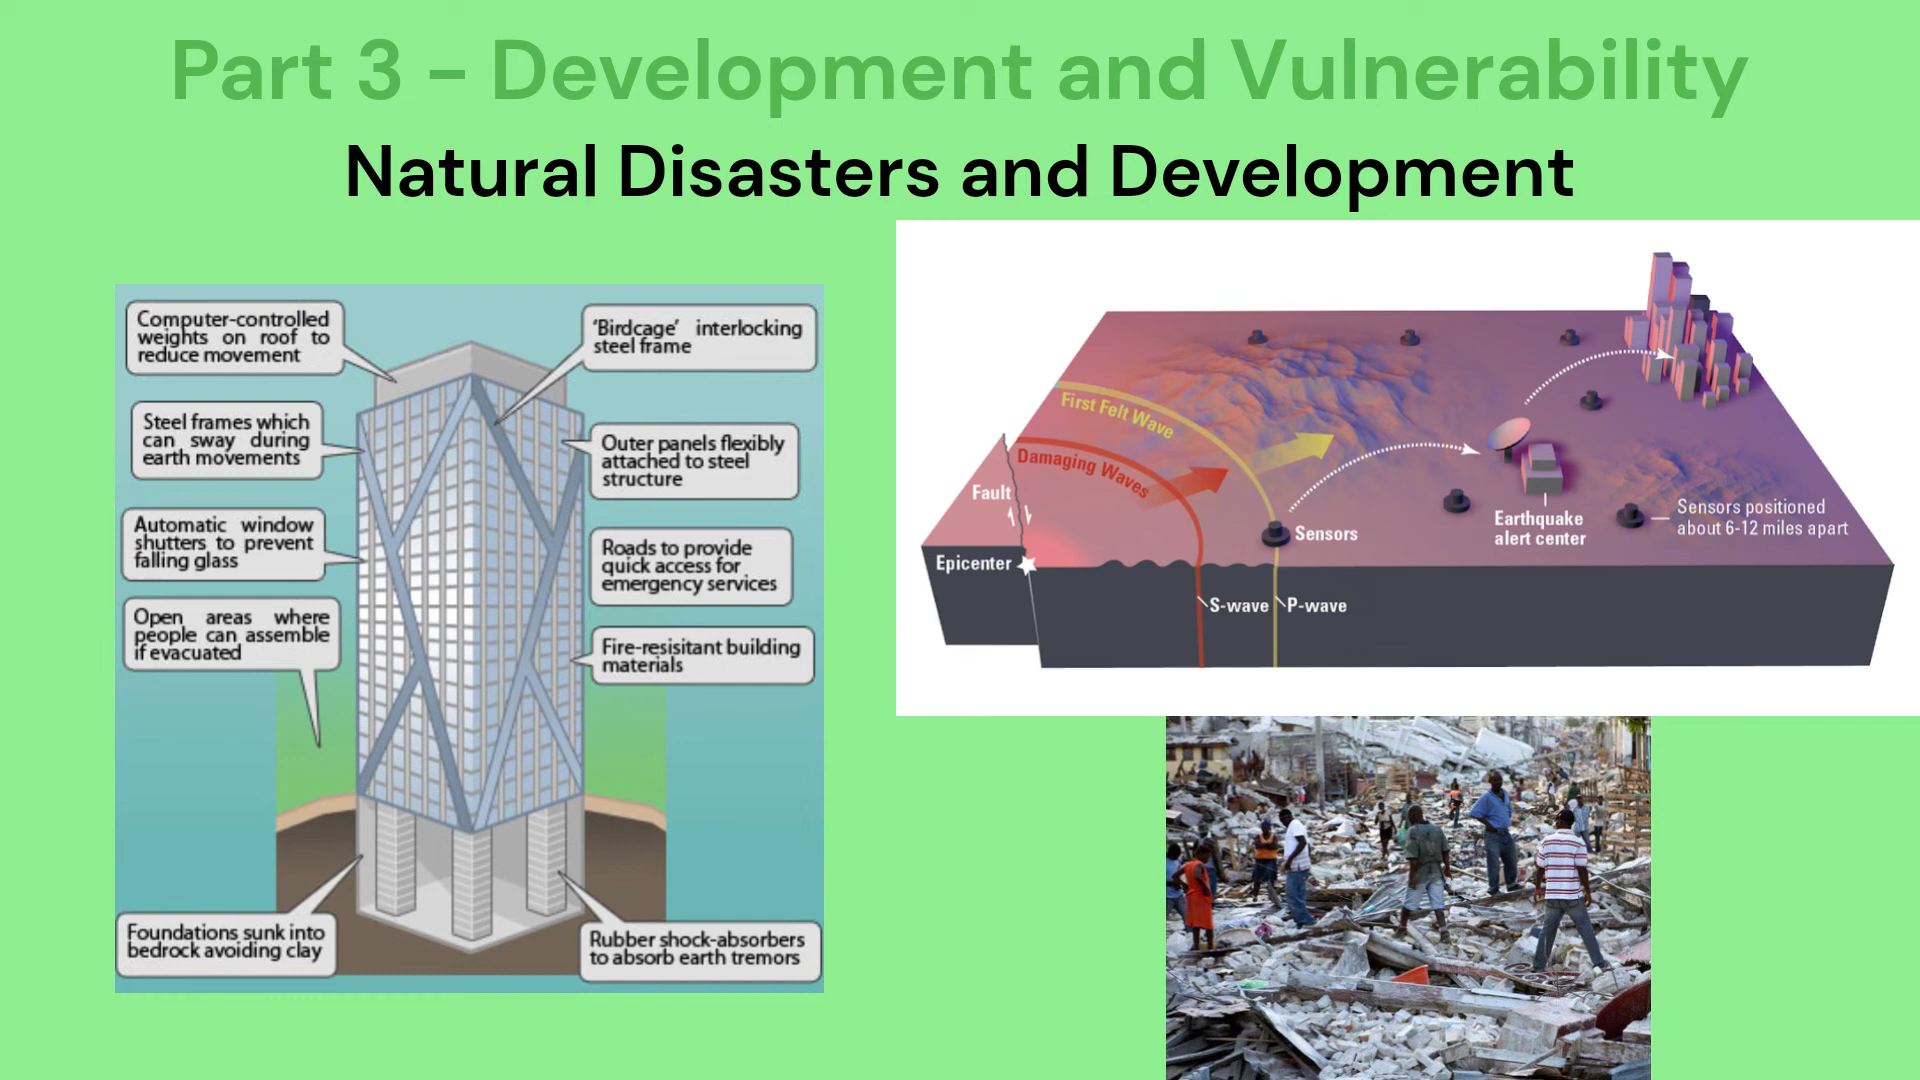 Part 3 - Development and Vulnerability
Natural Disasters and Development
Computer-controlled
weights on roof to
reduce movement
'Birdcage' interlocking
steel frame
Steel frames which
can sway during
earth movements
Outer panels flexibly
attached to steel
structure
Automatic window
shutters to prevent
falling glass
Roads to provide
quick access for
emergency services
Open areas where
people can assemble
if evacuated
Fire-resisitant building
materials
Foundations sunk into
bedrock avoiding clay
Rubber shock-absorbers
to absorb earth tremors
First Felt Wave
Damaging Waves
Fault
Epicenter
Sensors
S-wave
P-wave
Earthquake
alert center
Sensors positioned
about 6-12 miles apart